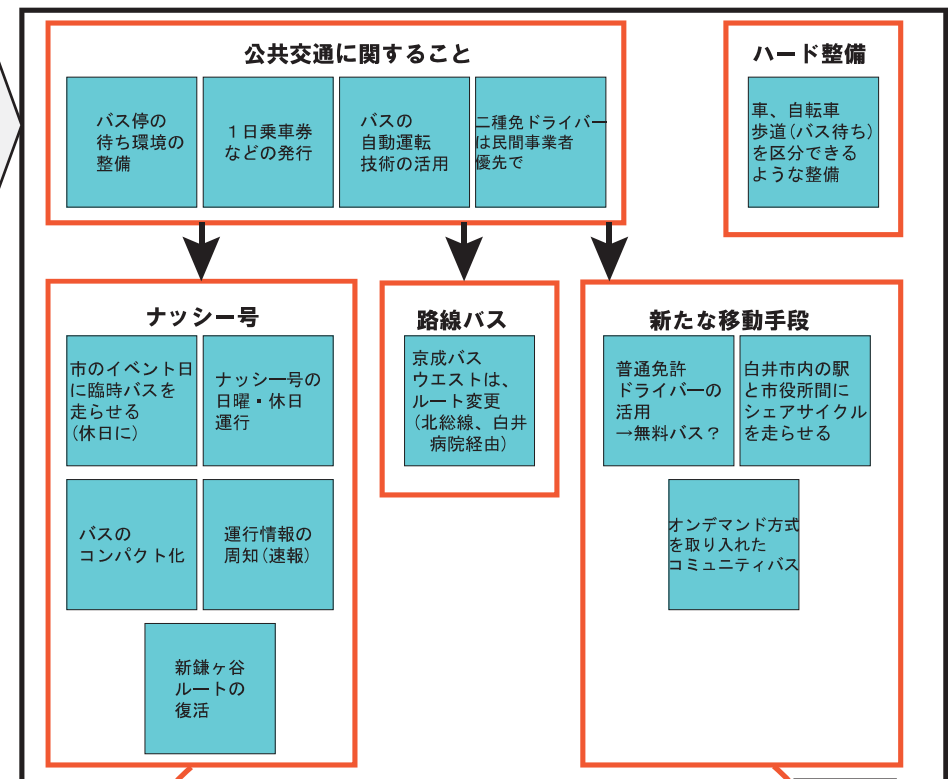 公共交通に関すること
バス停の
待ち環境の
整備
１日乗車券
などの発行
バスの
自動運転
技術の活用
二種免ドライバー
は民間事業者
優先で
ハード整備
車、自転車
歩道(バス待ち)
を区分できる
ような整備
ナッシー号
市のイベント日
に臨時バスを
走らせる
(休日に)
ナッシー号の
日曜・休日
運行
バスの
コンパクト化
運行情報の
周知(速報)
新鎌ヶ谷
ルートの
復活
路線バス
京成バス
ウエストは、
ルート変更
(北総線、白井
病院経由)
新たな移動手段
普通免許
ドライバーの
活用
→無料バス？
白井市内の駅
と市役所間に
シェアサイクル
を走らせる
オンデマンド方式
を取り入れた
コミュニティバス